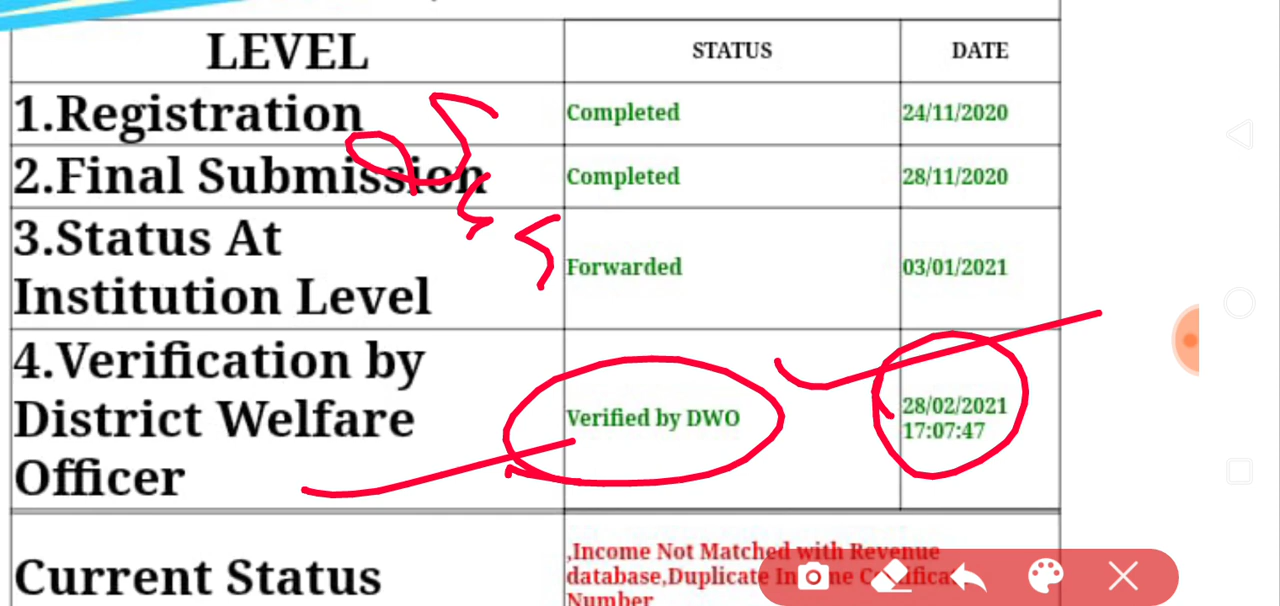 LEVEL STATUS DATE
1.Registration Completed 24/11/2020
2.Final Submission Completed 28/11/2020
3.Status At
Institution Level Forwarded 03/01/2021
4.Verification by
District Welfare
Officer Verified by DWO 28/02/2021
17:07:47
Current Status ,Income Not Matched with Revenue
database,Duplicate Income Certificate
Number